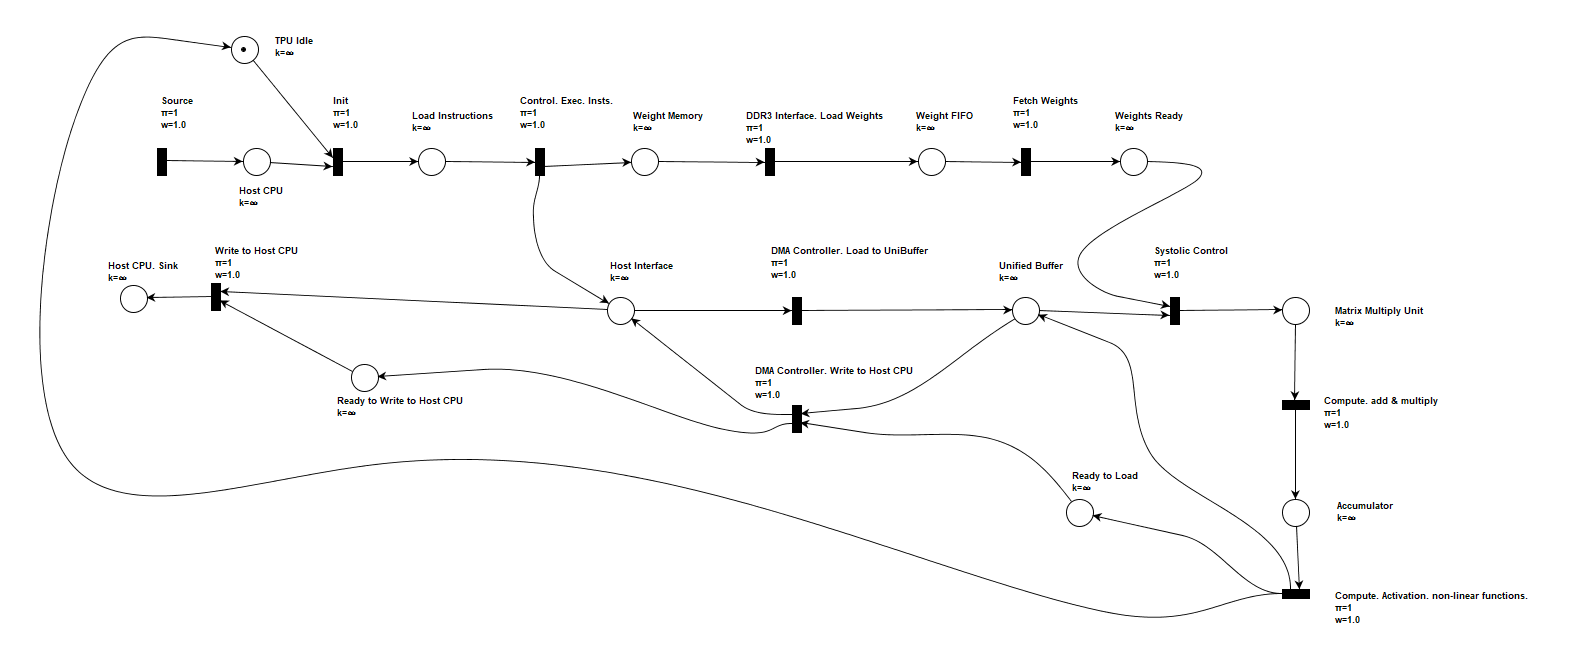 TPU Idle
k=∞
Source
π=1
w=1.0
Init
π=1
w=1.0
Load Instructions
k=∞
Control. Exec. Insts.
π=1
w=1.0
Weight Memory
k=∞
DDR3 Interface. Load Weights
π=1
w=1.0
Weight FIFO
k=∞
Fetch Weights
π=1
w=1.0
Weights Ready
k=∞
Host CPU
k=∞
Host CPU. Sink
k=∞
Write to Host CPU
π=1
w=1.0
Host Interface
k=∞
DMA Controller. Load to UniBuffer
π=1
w=1.0
Unified Buffer
k=∞
Systolic Control
π=1
w=1.0
Matrix Multiply Unit
k=∞
Ready to Write to Host CPU
k=∞
DMA Controller. Write to Host CPU
π=1
w=1.0
Compute. add & multiply
π=1
w=1.0
Ready to Load
k=∞
Accumulator
k=∞
Compute. Activation. non-linear functions.
π=1
w=1.0